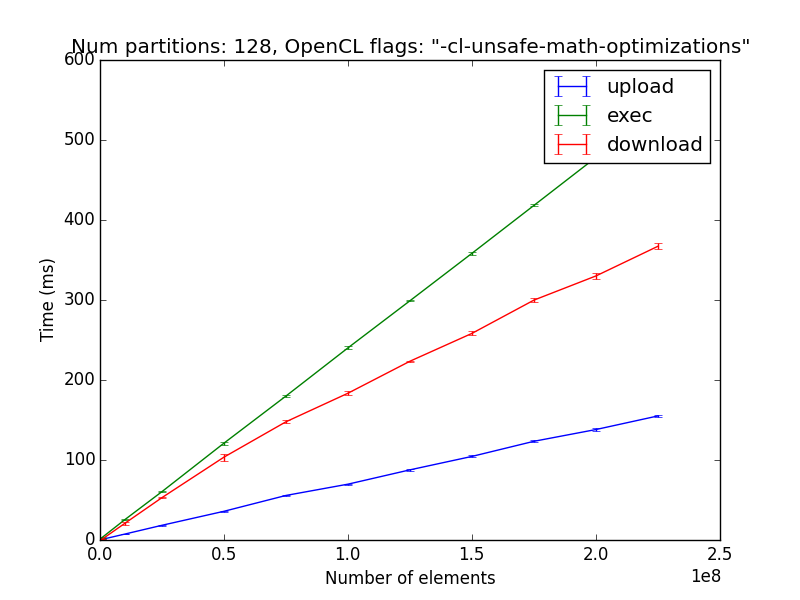 Num partitions: 128, OpenCL flags: "-cl-unsafe-math-optimizations"
600
500
400
300
200
100
0
Time (ms)
upload
exec
download
0.0 0.5 1.0 1.5 2.0 2.5
1e8
Number of elements